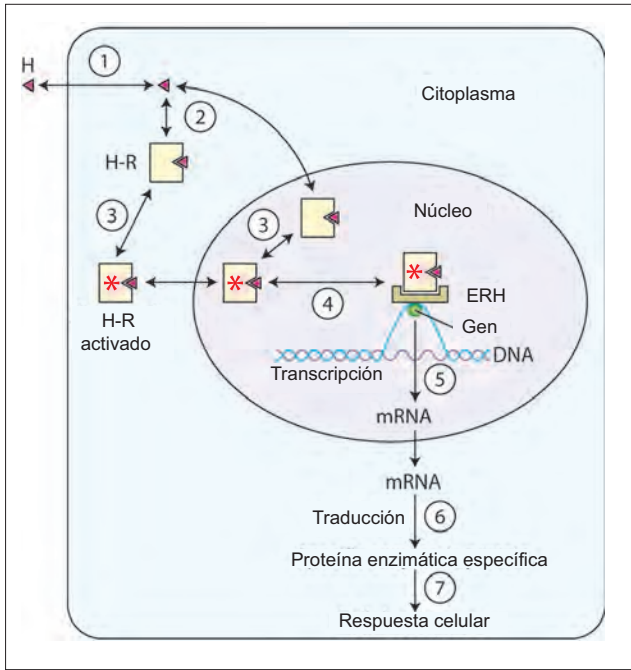 H
1
Citoplasma
2
H-R
Núcleo
3
3
*
*
*
4
ERH
H-R
activado
Gen
DNA
Transcripción
5
mRNA
mRNA
Traducción
6
Proteína enzimática específica
7
Respuesta celular